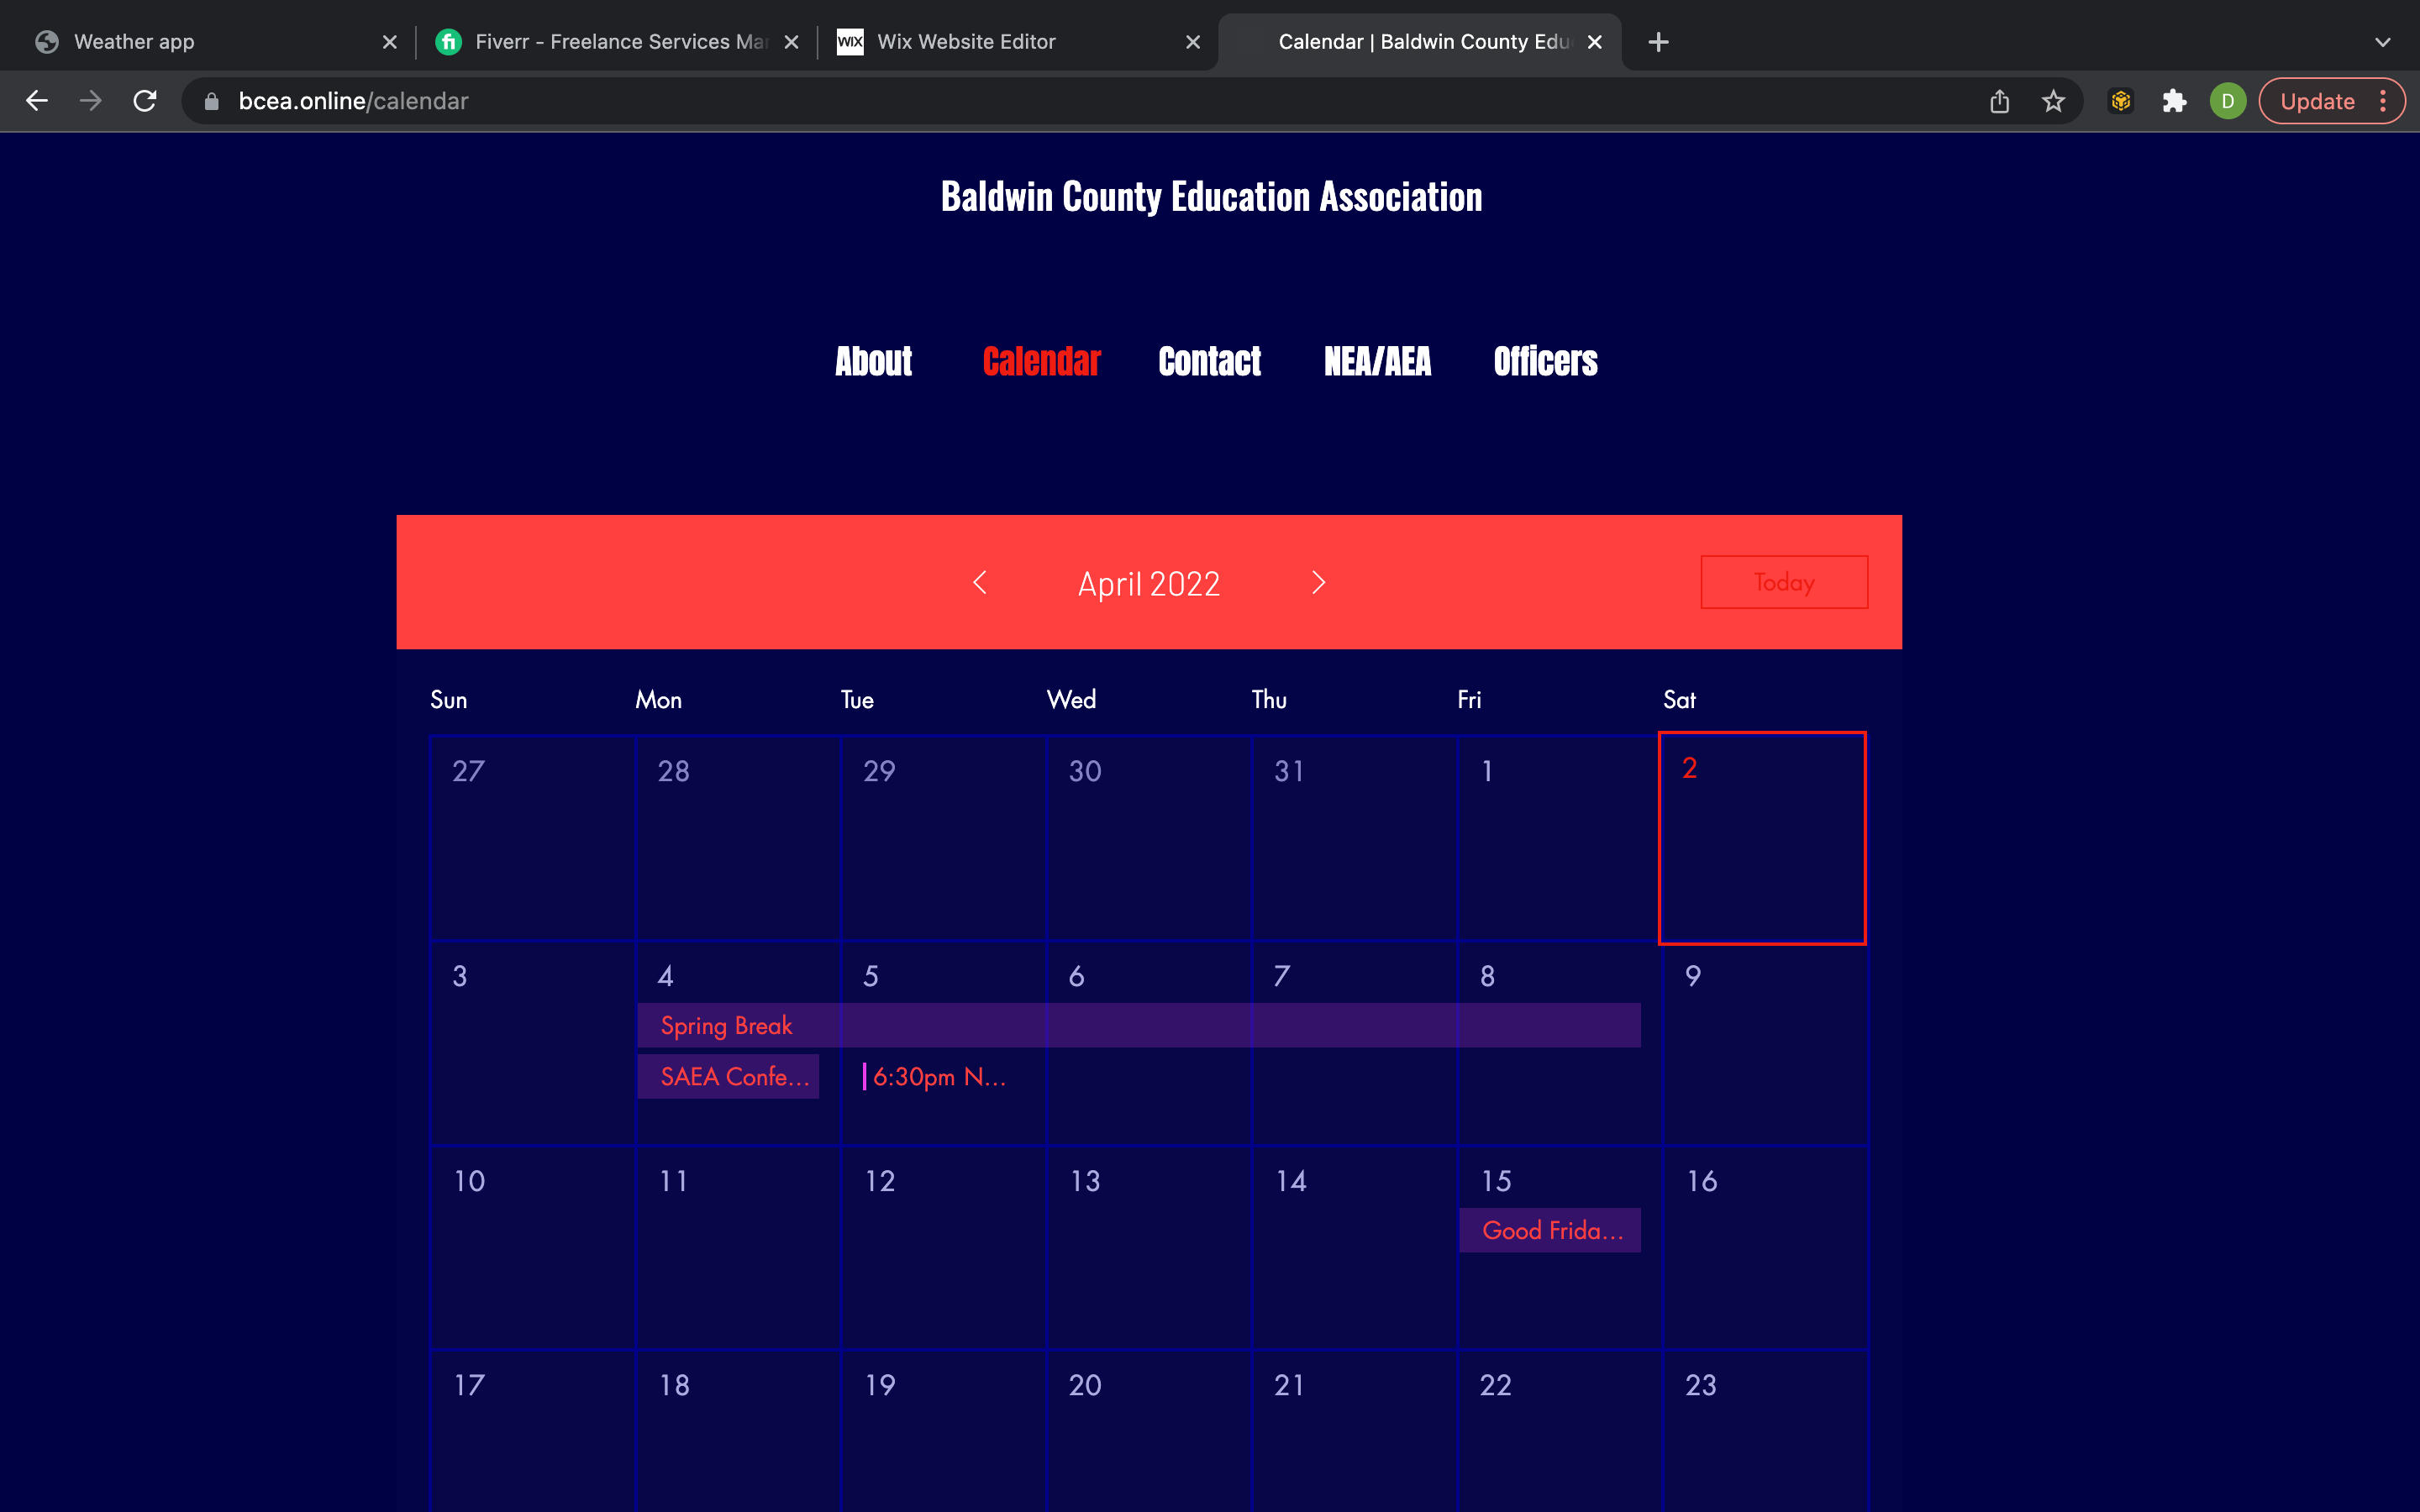 Weather app
Fiverr - Freelance Services Mar
Wix Website Editor
Calendar | Baldwin County Edu
bcea.online/calendar
D
Update
Baldwin County Education Association
About Calendar Contact NEA/AEA Officers
April 2022
Today
Sun Mon Tue Wed Thu Fri Sat
27 28 29 30 31 1 2
3 4 5 6 7 8 9
Spring Break
SAEA Confe... 6:30pm N...
10 11 12 13 14 15 16
Good Frida...
17 18 19 20 21 22 23